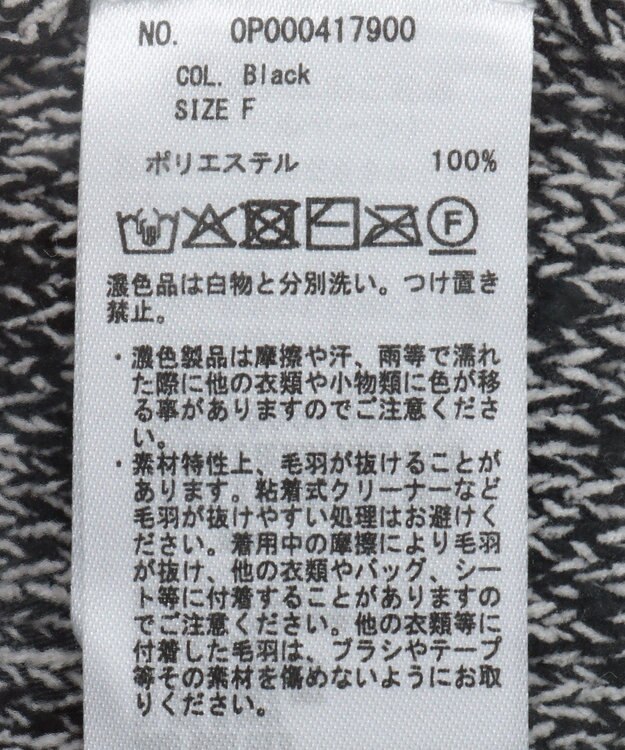 NO. 0P000417900
COL. Black
SIZE F
ポリエステル 100%
F
濃色品は白物と分別洗い。つけ置き
禁止。
・濃色製品は摩擦や汗、雨等で濡れ
た際に他の衣類や小物類に色が移
る事がありますのでご注意くださ
い。
・素材特性上、毛羽が抜けることが
あります。粘着式クリーナーなど
毛羽が抜けやすい処理はお避けく
ださい。着用中の摩擦により毛羽
が抜け、他の衣類やバッグ、シー
ト等に付着することがありますの
でご注意ください。他の衣類等に
付着した毛羽は、ブラシやテープ
等その素材を傷めないようにお取
りください。